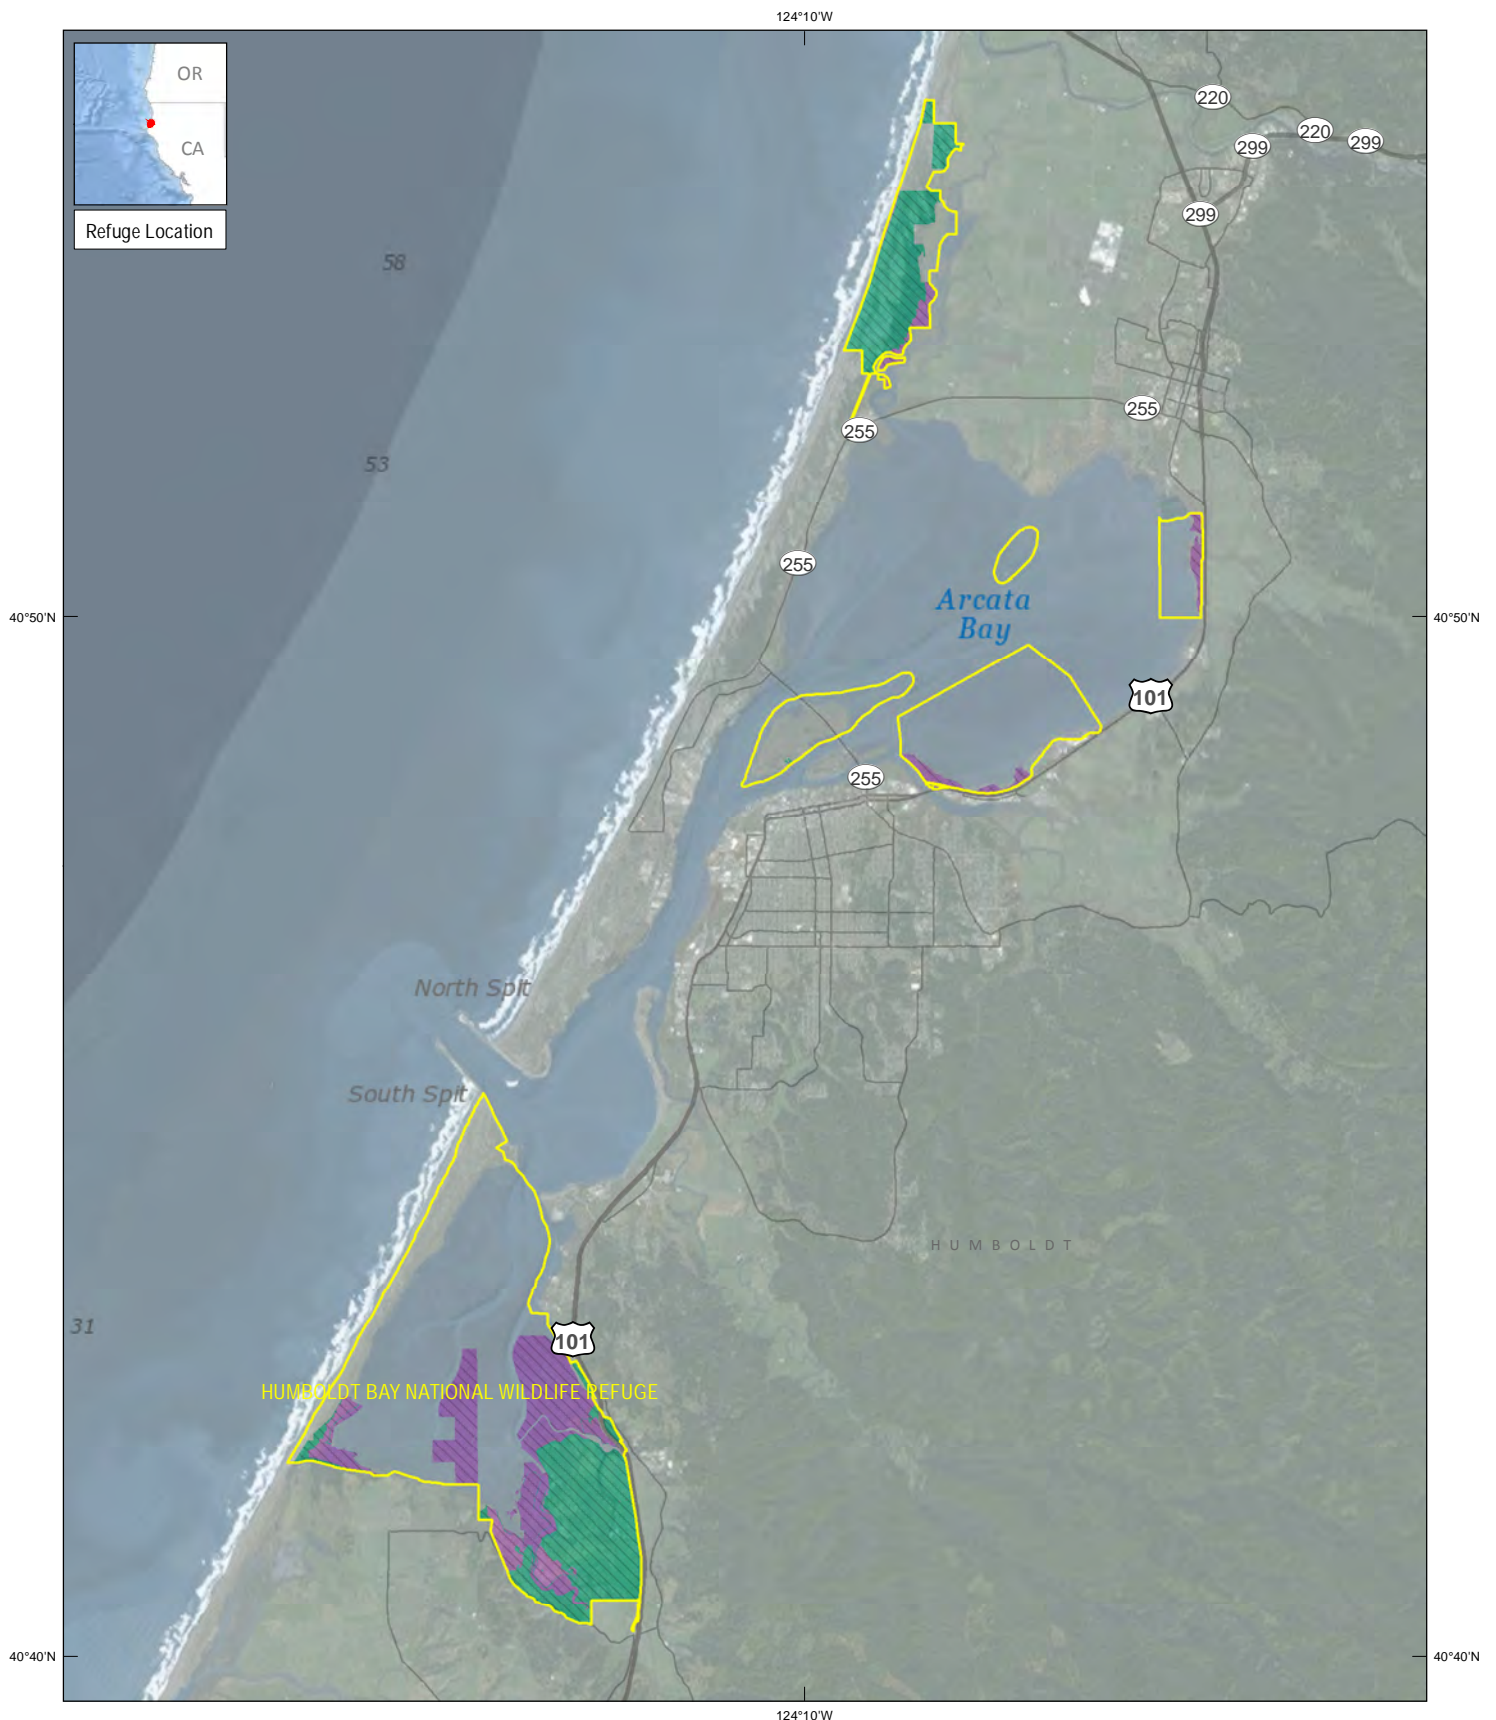 124°10'W
OR
CA
Refuge Location
220
220
299
299
299
58
53
255
255
255
Arcata
Bay
40°50'N
40°50'N
101
255
North Spit
South Spit
HUMBOLDT
31
101
HUMBOLDT BAY NATIONAL WILDLIFE REFUGE
40°40'N
40°40'N
124°10'W